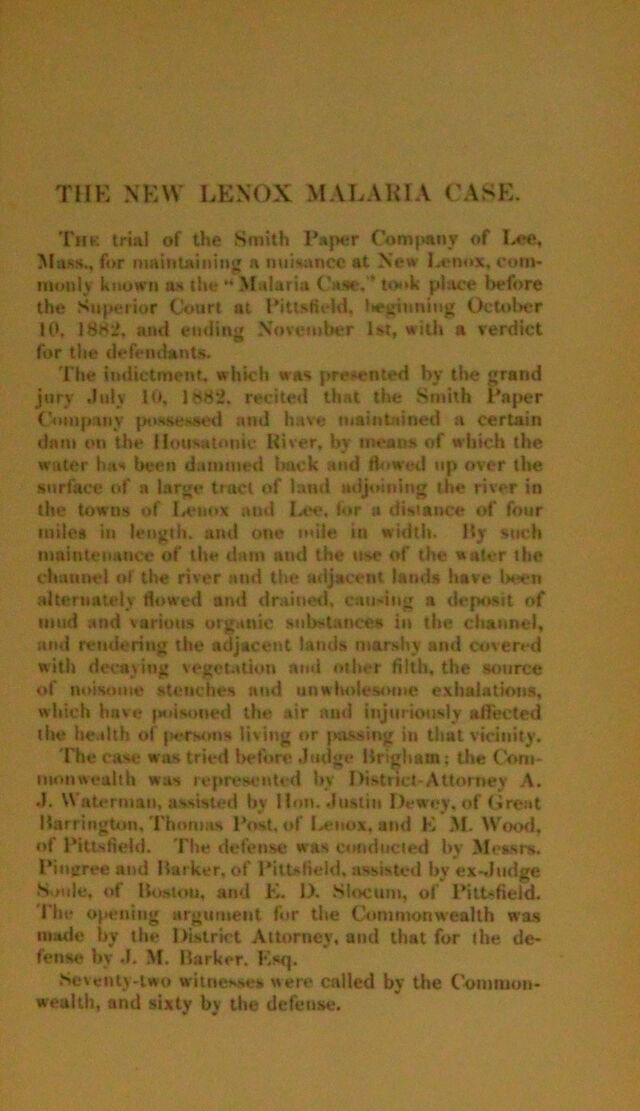 THE NEW LENOX MALARIA CASE.
THE trial of the Smith Paper Company of Lee,
Mass., for maintaining a nuisance at New Lenox, com-
monly known as the “ Malaria Case,” took place before
the Superior Court at Pittsfield, beginning October
10, 1882, and ending November 1st, with a verdict
for the defendants.
The indictment, which was presented by the grand
jury July 10, 1882, recited that the Smith Paper
Company possessed and have maintained a certain
dam on the Housatonic River, by means of which the
water has been dammed back and flowed up over the
surface of a large tract of land adjoining the river in
the towns of Lenox and Lee, for a distance of four
miles in length, and one mile in width. By such
maintenance of the dam and the use of the water the
channel of the river and the adjacent lands have been
alternately flowed and drained, causing a deposit of
mud and various organic substances in the channel,
and rendering the adjacent lands marshy and covered
with decaying vegetation and other filth, the source
of noisome stenches and unwholesome exhalations,
which have poisoned the air and injuriously affected
the health of persons living or passing in that vicinity.
The case was tried before Judge Brigham; the Com-
monwealth was represented by District-Attorney A.
J. Waterman, assisted by Hon. Justin Dewey, of Great
Barrington, Thomas Post, of Lenox, and E M. Wood,
of Pittsfield. The defense was conducted by Messrs.
Pingree and Barker, of Pittsfield, assisted by ex-Judge
Soule, of Boston, and E. D. Slocum, of Pittsfield.
The opening argument for the Commonwealth was
made by the District Attorney, and that for the de-
fense by J. M. Barker, Esq.
Seventy-two witnesses were called by the Common-
wealth, and sixty by the defense.